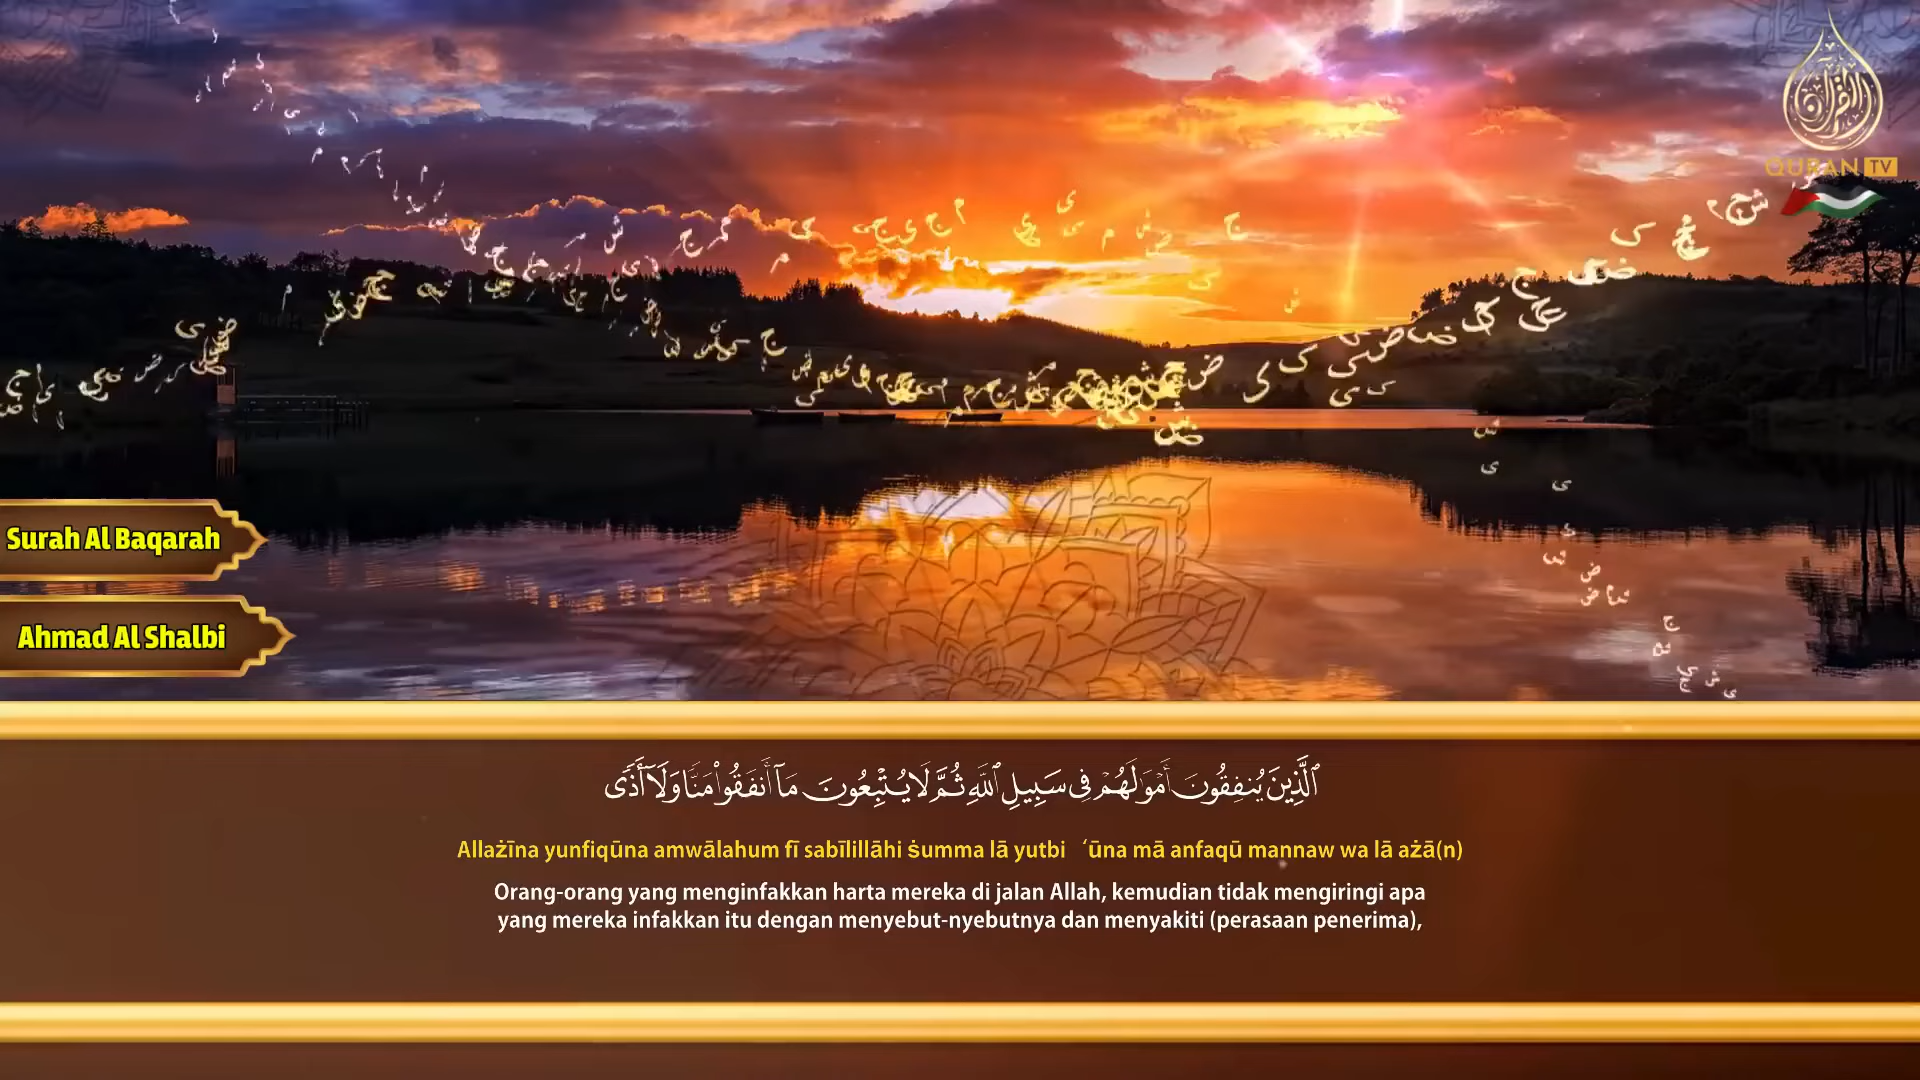 القرآن
QURAN TV
Surah Al Baqarah
Ahmad Al Shalbi
ٱلَّذِينَ يُنفِقُونَ أَمْوَٰلَهُمْ فِى سَبِيلِ ٱللَّهِ ثُمَّ لَا يُتْبِعُونَ مَآ أَنفَقُوا۟ مَنًّا وَلَآ أَذًى
Allażīna yunfiqūna amwālahum fī sabīlillāhi ṡumma lā yutbi ‘ūna mā anfaqū mannaw wa lā ażā(n)
Orang-orang yang menginfakkan harta mereka di jalan Allah, kemudian tidak mengiringi apa
yang mereka infakkan itu dengan menyebut-nyebutnya dan menyakiti (perasaan penerima),